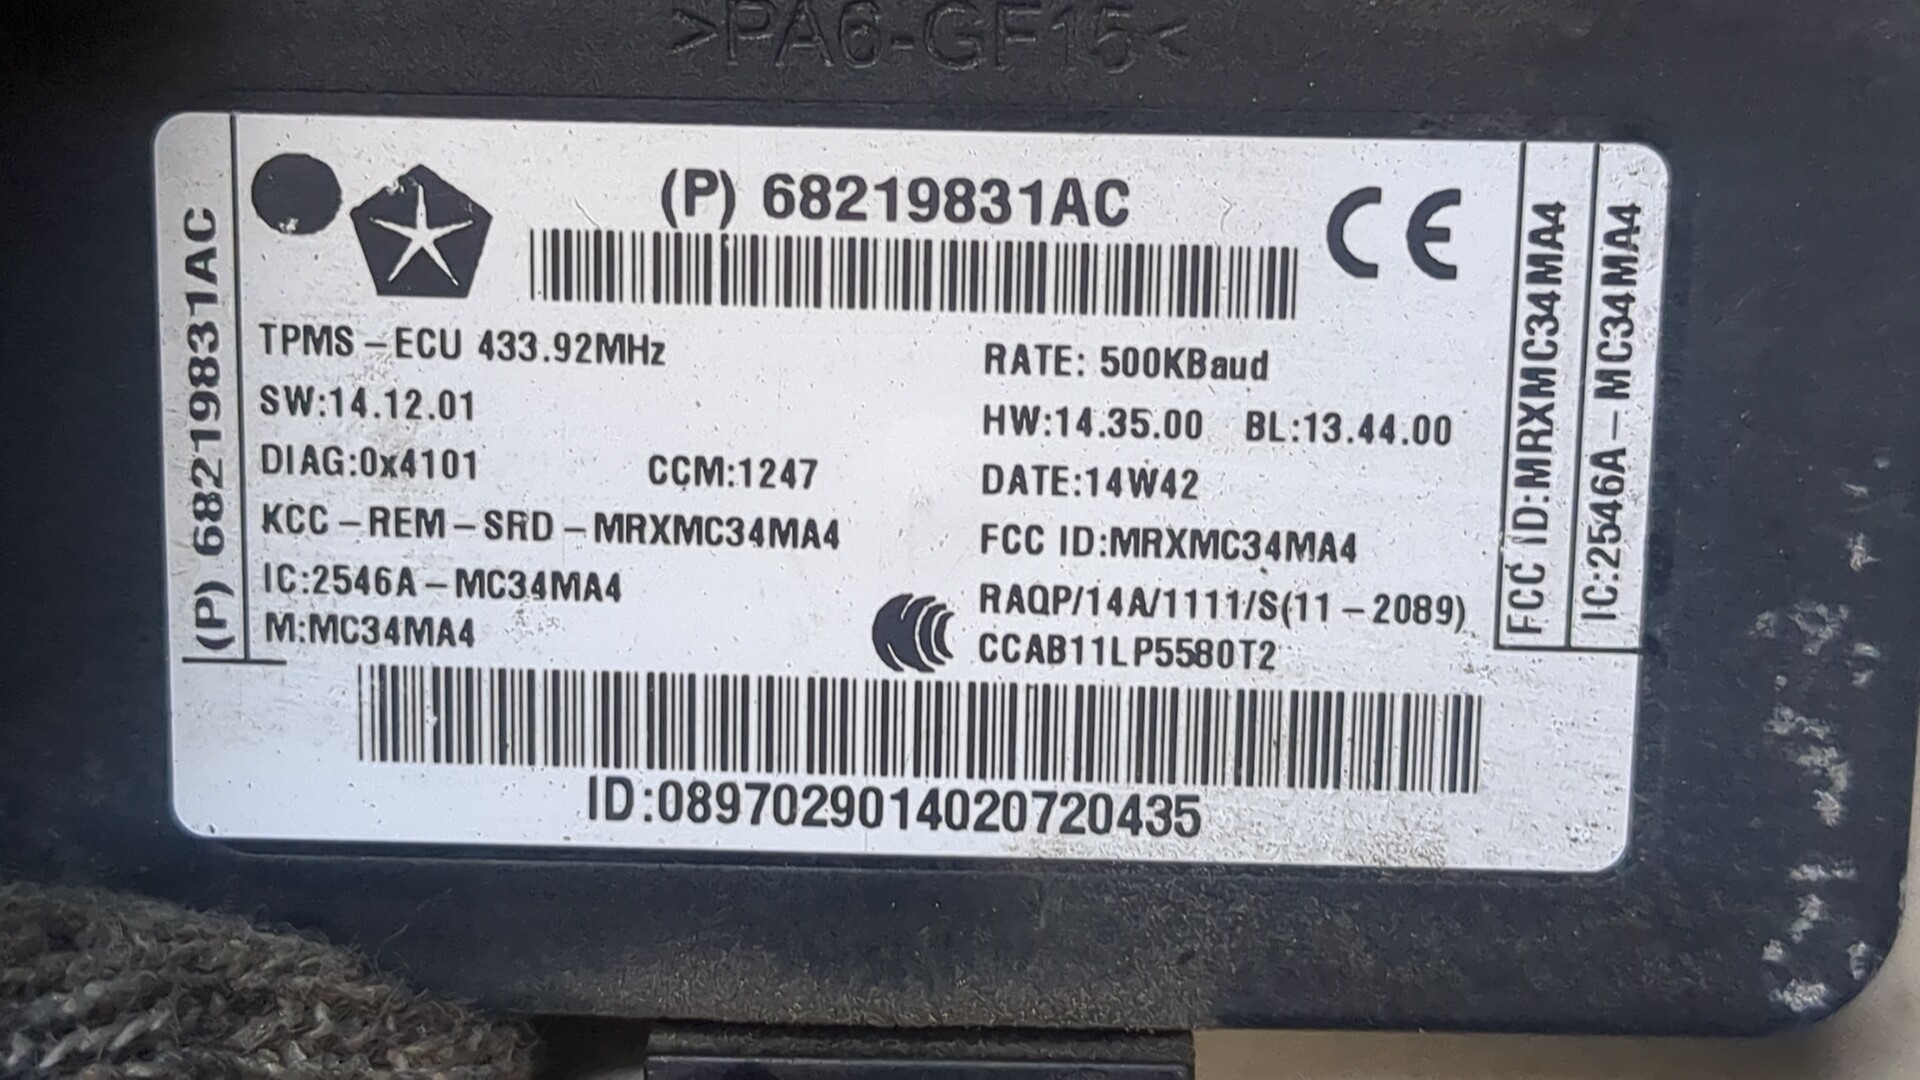 >PA6-GF15<
(P) 68219831AC
(P) 68219831AC
CE
TPMS-ECU 433.92MHz
RATE: 500KBaud
SW:14.12.01
HW:14.35.00 BL:13.44.00
DIAG:0x4101 CCM:1247
DATE:14W42
KCC-REM-SRD-MRXMC34MA4
FCC ID:MRXMC34MA4
IC:2546A-MC34MA4
RAQP/14A/1111/S(11-2089)
M:MC34MA4
CCAB11LP5580T2
ID:0897029014020720435
FCC ID:MRXMC34MA4
IC:2546A-MC34MA4